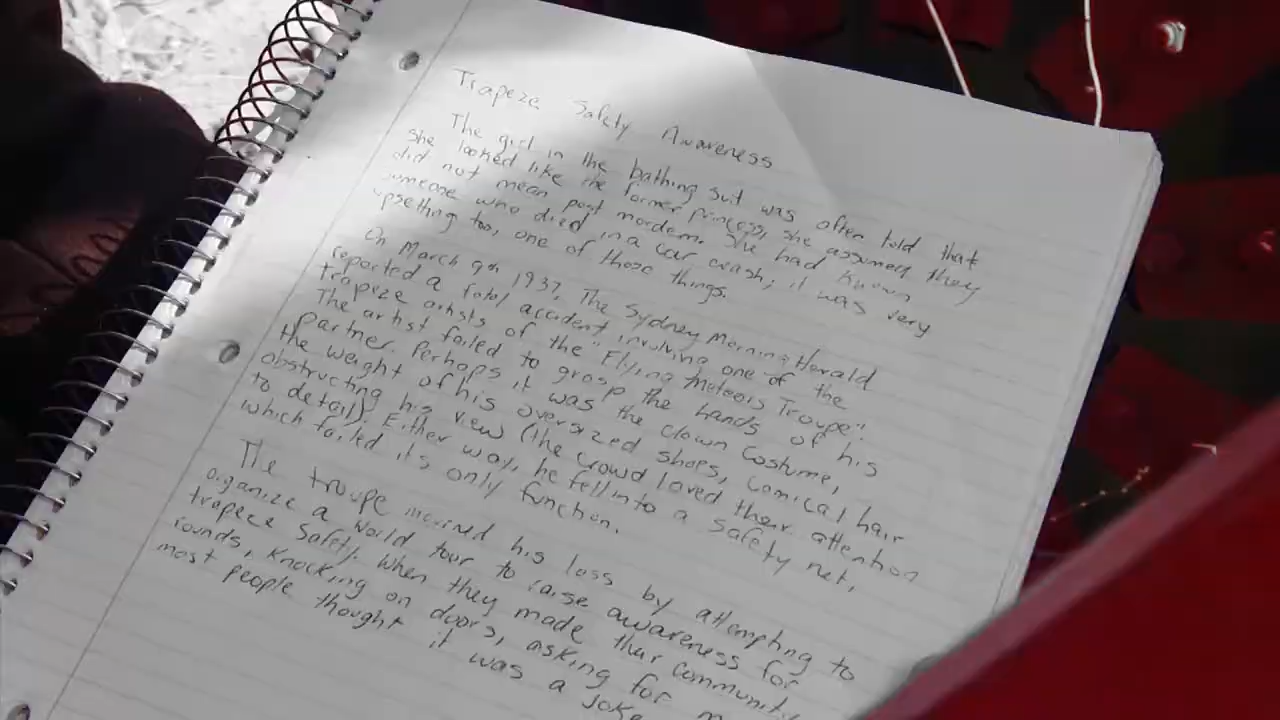 Trapeze Safety Awareness
The girl in the bathing suit was often told that
she looked like the former princess, she assumed they
did not mean post mordem. She had known
someone who died in a car crash; it was very
upsetting too, one of those things.
On March 9th 1937, The Sydney Morning Herald
reported a fatal accident involving one of the
trapeze artists of the "Flying Meteors Troupe".
The artist failed to grasp the hands of his
partner. Perhaps it was the clown costume,
the weight of his oversized shoes, comical hair
obstructing his view (the crowd loved their attention
to detail). Either way, he fell into a safety net,
which failed its only function.
The troupe mourned his loss by attempting to
organize a world tour to raise awareness for
trapeze safety. When they made their community
rounds, knocking on doors, asking for
most people thought it was a joke